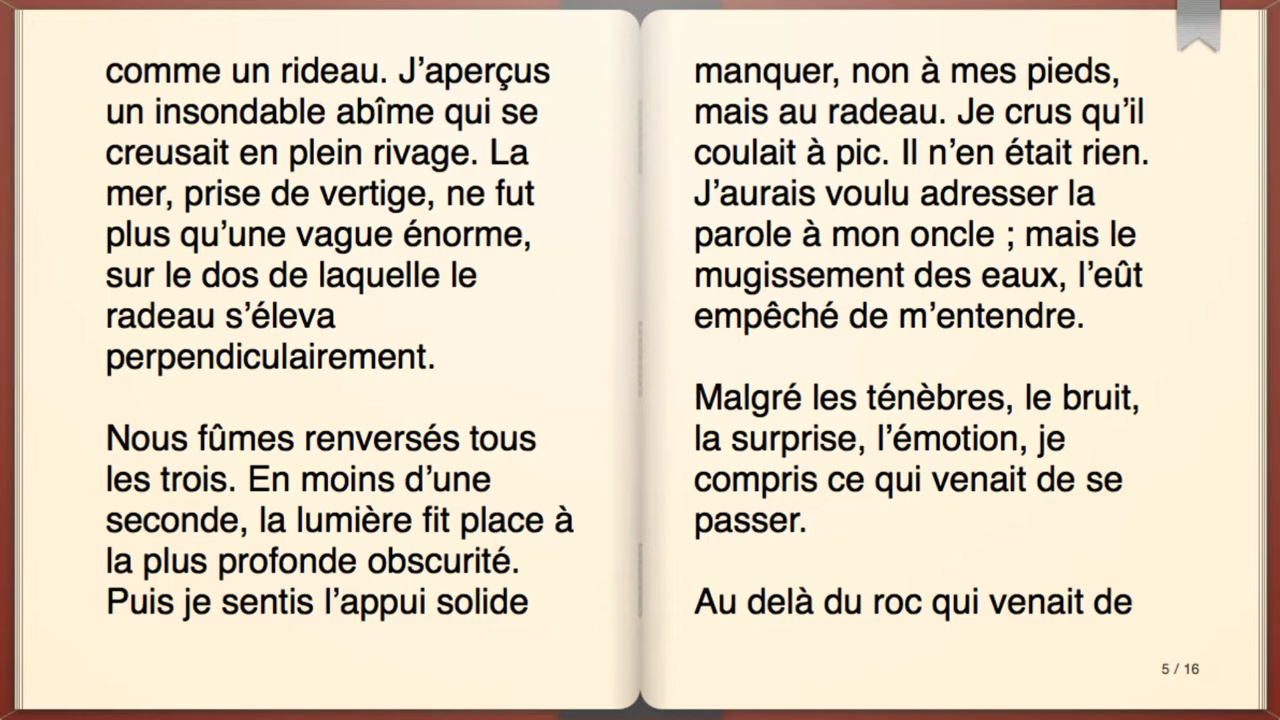 comme un rideau. J’aperçus
un insondable abîme qui se
creusait en plein rivage. La
mer, prise de vertige, ne fut
plus qu’une vague énorme,
sur le dos de laquelle le
radeau s’éleva
perpendiculairement.
Nous fûmes renversés tous
les trois. En moins d’une
seconde, la lumière fit place à
la plus profonde obscurité.
Puis je sentis l’appui solide
manquer, non à mes pieds,
mais au radeau. Je crus qu’il
coulait à pic. Il n’en était rien.
J’aurais voulu adresser la
parole à mon oncle ; mais le
mugissement des eaux, l’eût
empêché de m’entendre.
Malgré les ténèbres, le bruit,
la surprise, l’émotion, je
compris ce qui venait de se
passer.
Au delà du roc qui venait de
5 / 16